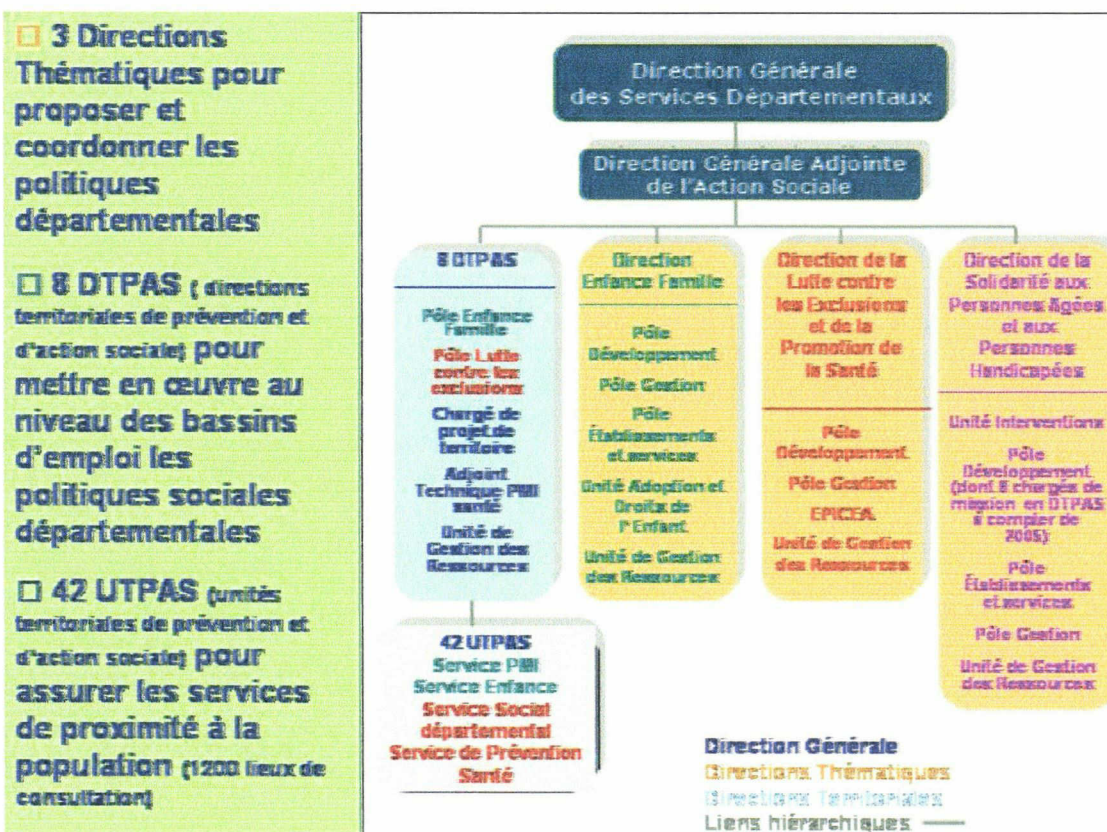 3 Directions
Thématiques pour
proposer et
coordonner les
politiques
départementales
8 DTPAS ( directions
territoriales de prévention et
d'action sociale) pour
mettre en œuvre au
niveau des bassins
d'emploi les
politiques sociales
départementales
42 UTPAS (unités
territoriales de prévention et
d'action sociale) pour
assurer les services
de proximité à la
population (1200 lieux de
consultation)
Direction Générale
des Services Départementaux
Direction Générale Adjointe
de l'Action Sociale
8 DTPAS
Pôle Enfance
Famille
Pôle Lutte
contre les
exclusions
Chargé de
projet de
territoire
Adjoint
Technique PMI
santé
Unité de
Gestion des
Ressources
42 UTPAS
Service PMI
Service Enfance
Service Social
départemental
Service de Prévention
Santé
Direction
Enfance Famille
Pôle
Développement
Pôle Gestion
Pôle
Établissements
et services
Unité Adoption et
Droits de
l'Enfant
Unité de Gestion
des Ressources
Direction de la
Lutte contre
les Exclusions
et de la
Promotion de
la Santé
Pôle
Développement
Pôle Gestion
EPICEA
Unité de Gestion
des Ressources
Direction de la
Solidarité aux
Personnes Âgées
et aux
Personnes
Handicapées
Unité Interventions
Pôle
Développement
(dont 8 chargés de
mission en DTPAS
à compter de
2005)
Pôle
Établissements
et services
Pôle Gestion
Unité de Gestion
des Ressources
Direction Générale
Directions Thématiques
Directions Territoriales
Liens hiérarchiques